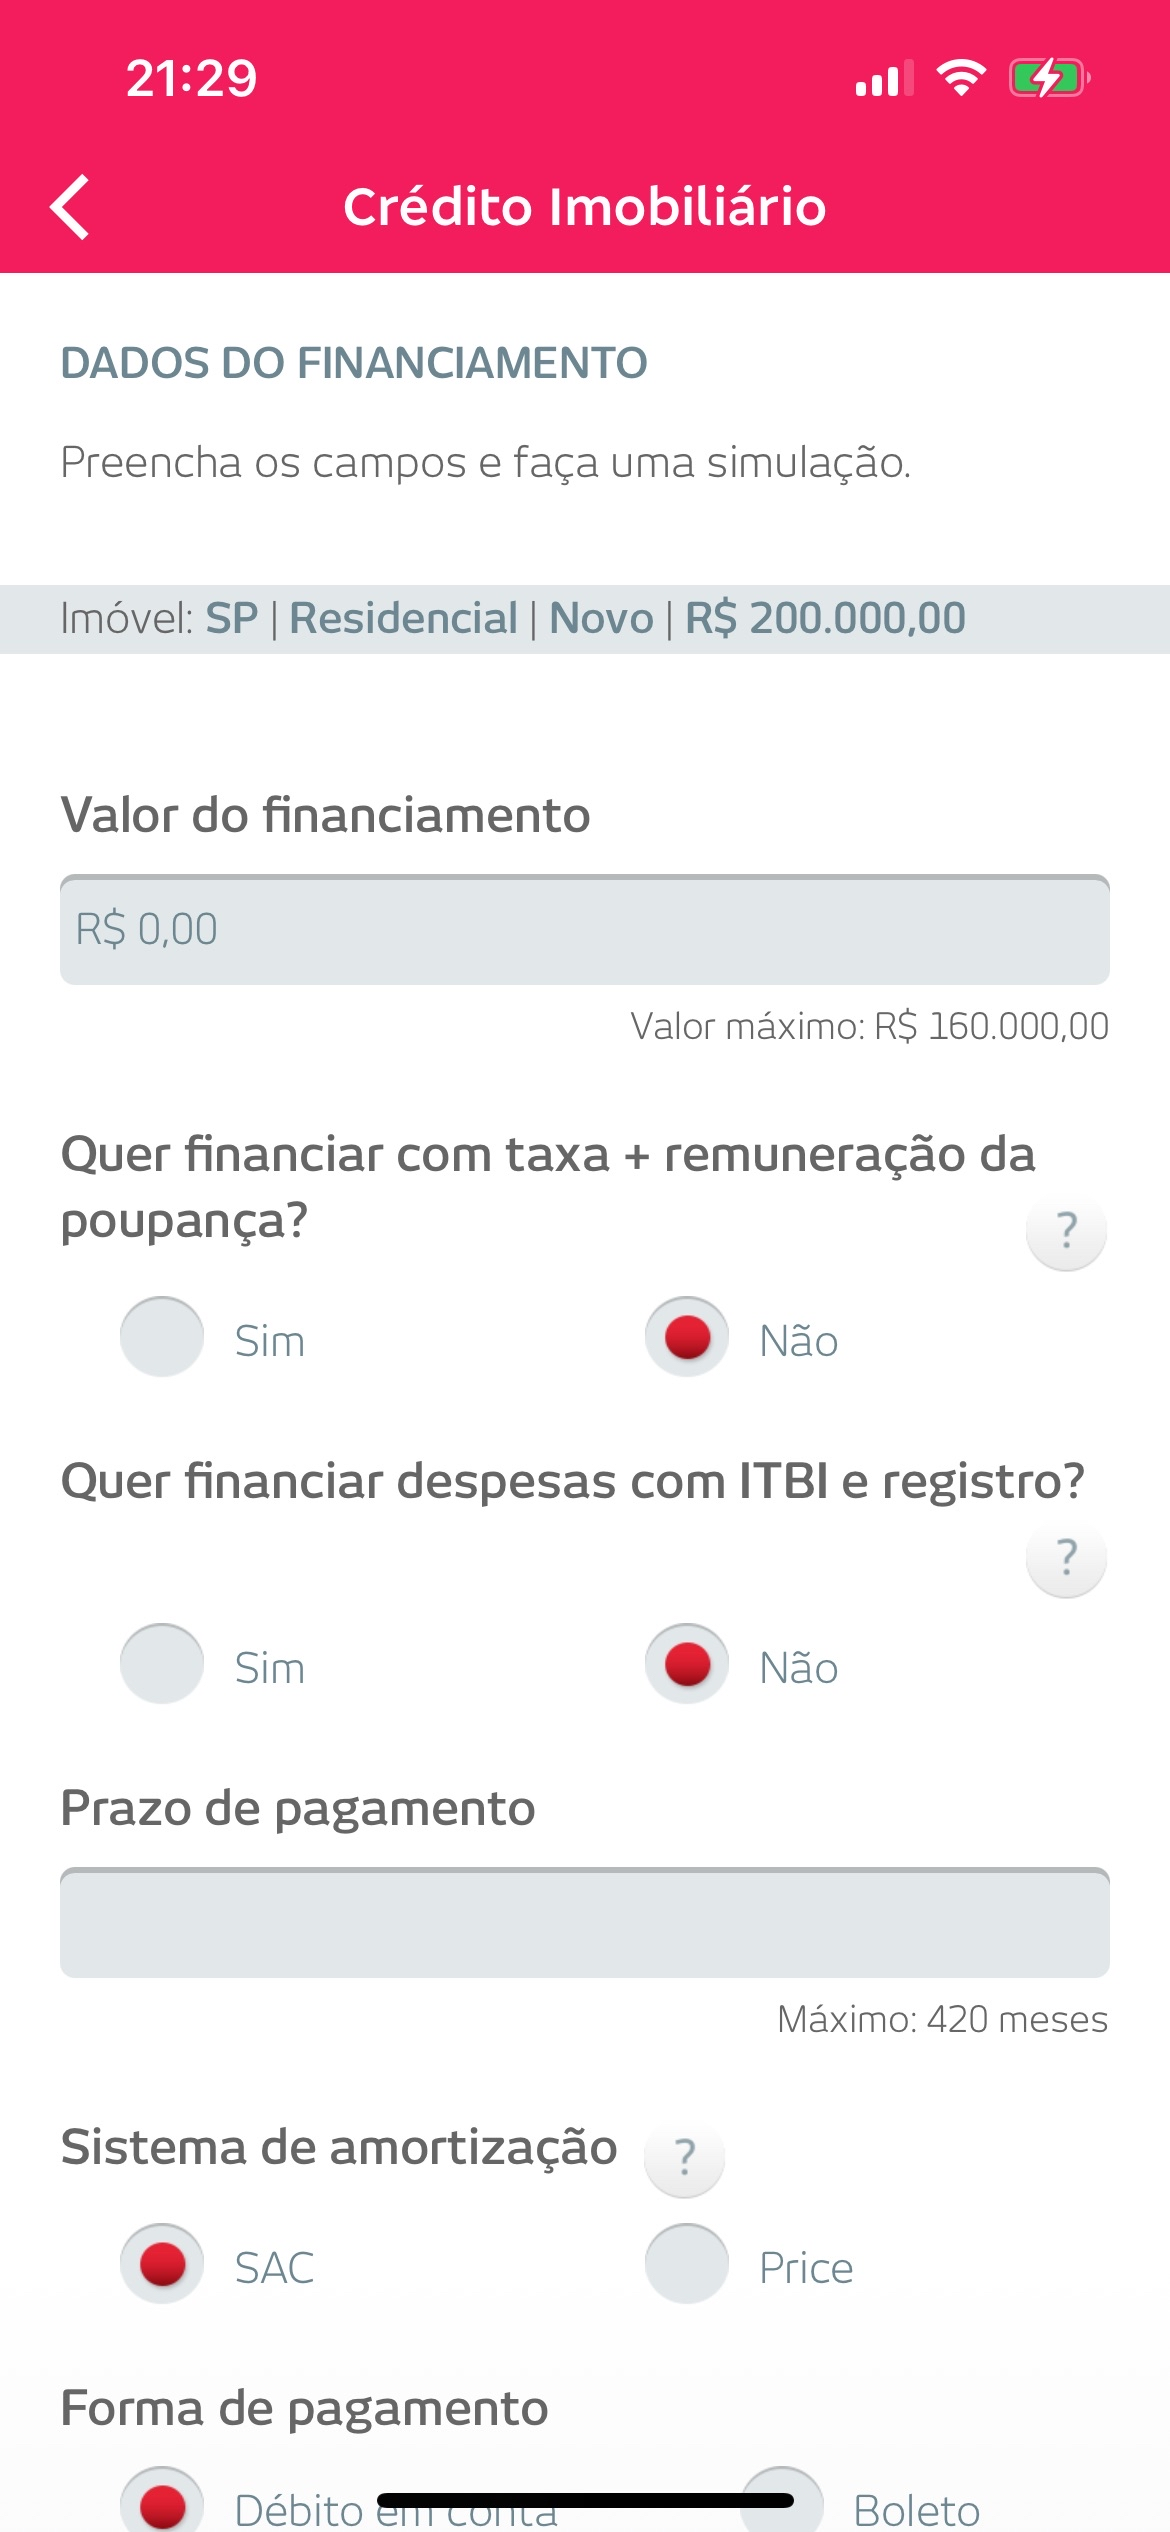 21:29
Crédito Imobiliário
DADOS DO FINANCIAMENTO
Preencha os campos e faça uma simulação.
Imóvel: SP | Residencial | Novo | R$ 200.000,00
Valor do financiamento
R$ 0,00
Valor máximo: R$ 160.000,00
Quer financiar com taxa + remuneração da
poupança?
?
Sim Não
Quer financiar despesas com ITBI e registro?
?
Sim Não
Prazo de pagamento
Máximo: 420 meses
Sistema de amortização ?
SAC Price
Forma de pagamento
Débito em conta Boleto